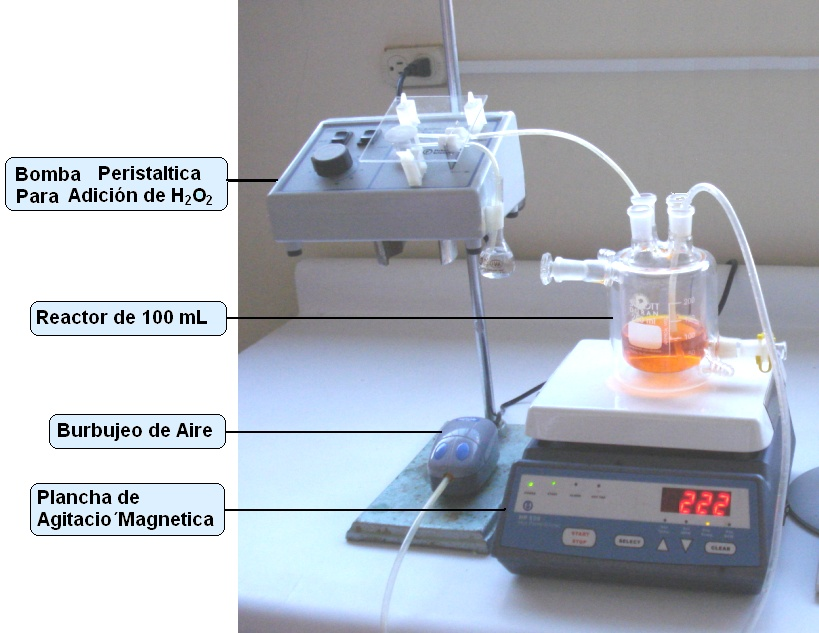 Bomba Peristaltica
Para Adición de H₂O₂
Reactor de 100 mL
Burbujeo de Aire
Plancha de
Agitacio´Magnetica
222
START
STOP
SELECT
CLEAR
200